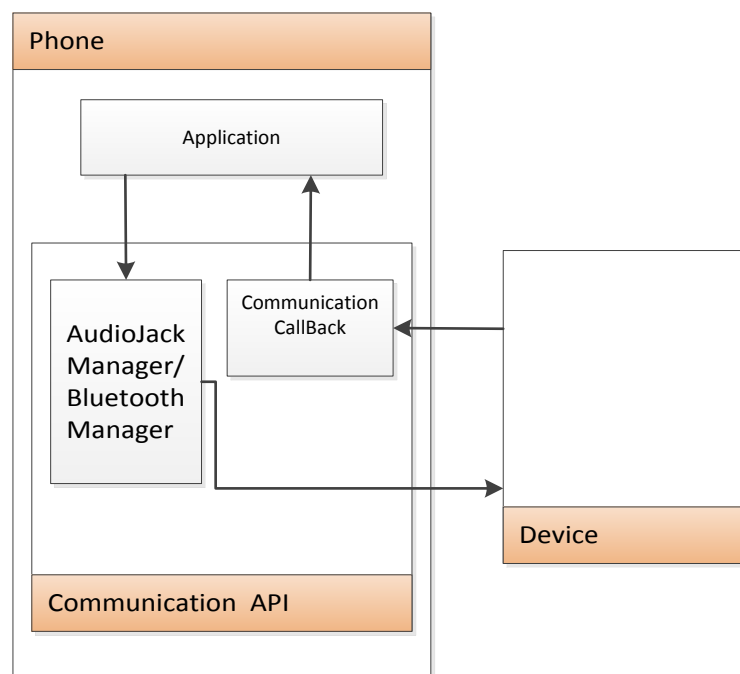 Phone
Application
AudioJack
Manager/
Bluetooth
Manager
Communication
CallBack
Device
Communication API